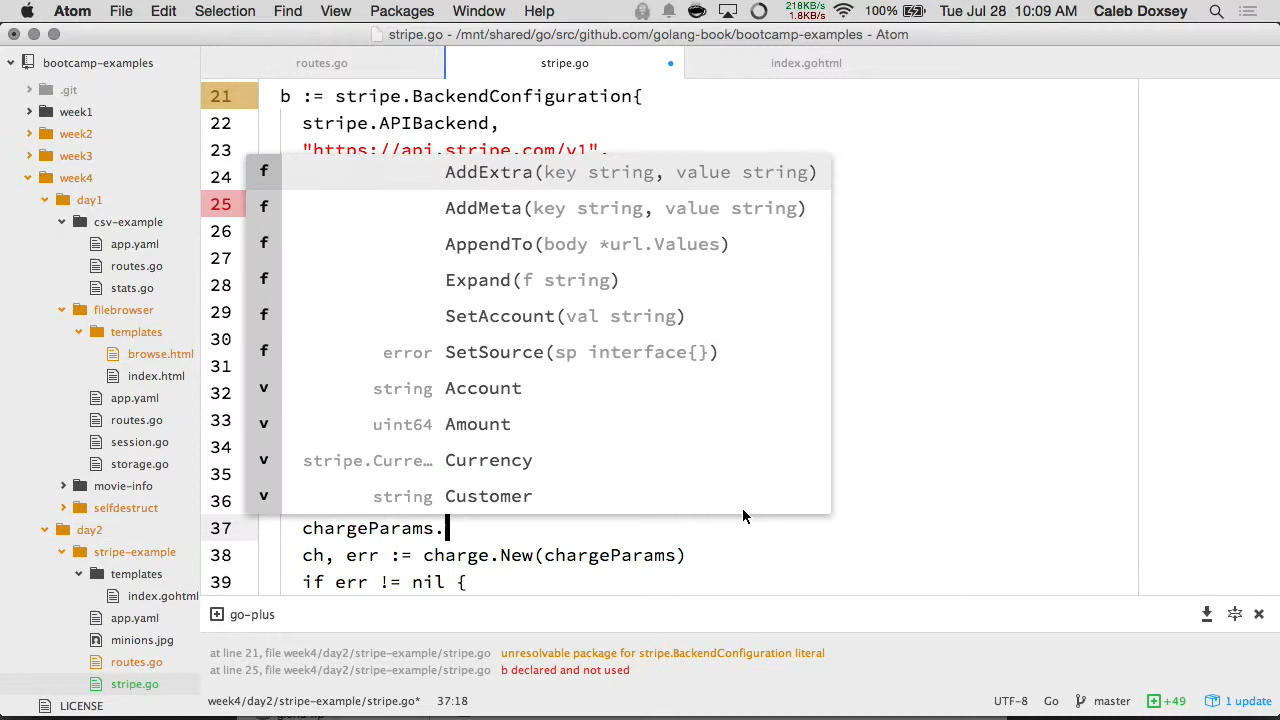 Atom File Edit Selection Find View Packages Window Help 218KB/s 1.8KB/s 100% Tue Jul 28 10:09 AM Caleb Doxsey
stripe.go - /mnt/shared/go/src/github.com/golang-book/bootcamp-examples - Atom
bootcamp-examples
.git
week1
week2
week3
week4
day1
csv-example
app.yaml
routes.go
stats.go
filebrowser
templates
browse.html
index.html
app.yaml
routes.go
session.go
storage.go
movie-info
selfdestruct
day2
stripe-example
templates
index.gohtml
app.yaml
minions.jpg
routes.go
stripe.go
LICENSE
routes.go stripe.go index.gohtml
21 b := stripe.BackendConfiguration{
22 stripe.APIBackend,
23 "https://api.stripe.com/v1",
24
25
26
27
28
29
30
31
32
33
34
35
36
f AddExtra(key string, value string)
f AddMeta(key string, value string)
f AppendTo(body *url.Values)
f Expand(f string)
f SetAccount(val string)
f error SetSource(sp interface{})
v string Account
v uint64 Amount
v stripe.Curre… Currency
v string Customer
37 chargeParams.
38 ch, err := charge.New(chargeParams)
39 if err != nil {
go-plus
at line 21, file week4/day2/stripe-example/stripe.go unresolvable package for stripe.BackendConfiguration literal
at line 25, file week4/day2/stripe-example/stripe.go b declared and not used
week4/day2/stripe-example/stripe.go* 37:18 UTF-8 Go master +49 1 update